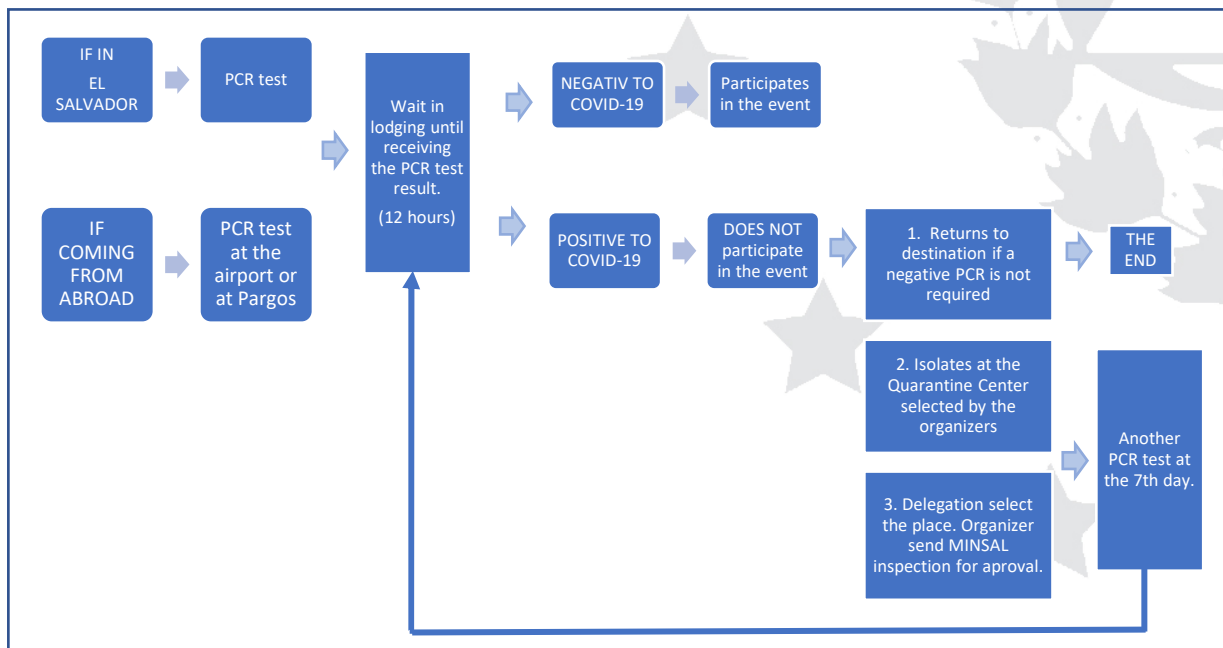 IF IN
EL
SALVADOR
PCR test
IF
COMING
FROM
ABROAD
PCR test
at the
airport or
at Pargos
Wait in
lodging until
receiving
the PCR test
result.
(12 hours)
NEGATIV TO
COVID-19
Participates
in the event
POSITIVE TO
COVID-19
DOES NOT
participate
in the event
1. Returns to
destination if a
negative PCR is not
required
THE
END
2. Isolates at the
Quarantine Center
selected by the
organizers
3. Delegation select
the place. Organizer
send MINSAL
inspection for aproval.
Another
PCR test at
the 7th day.